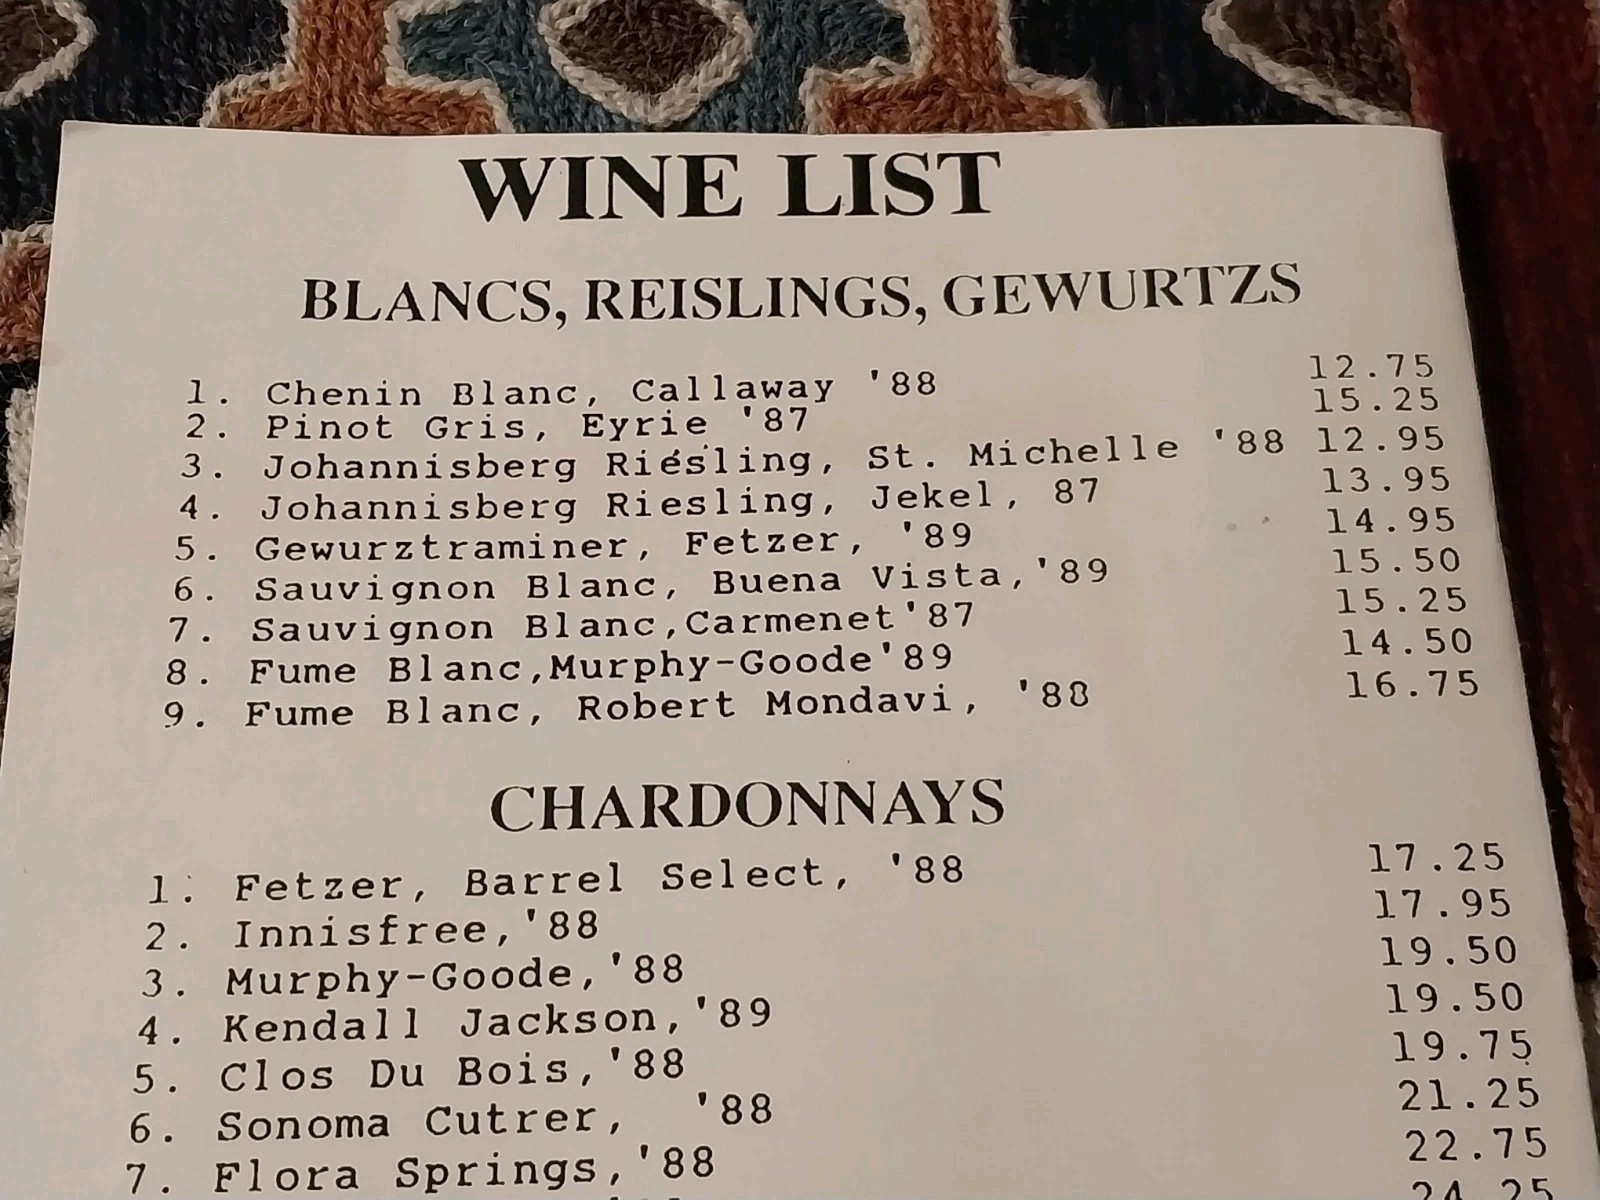 WINE LIST
BLANCS, REISLINGS, GEWURTZS
1. Chenin Blanc, Callaway '88 12.75
2. Pinot Gris, Eyrie '87 15.25
3. Johannisberg Riesling, St. Michelle '88 12.95
4. Johannisberg Riesling, Jekel, 87 13.95
5. Gewurztraminer, Fetzer, '89 14.95
6. Sauvignon Blanc, Buena Vista,'89 15.50
7. Sauvignon Blanc,Carmenet'87 15.25
8. Fume Blanc,Murphy-Goode'89 14.50
9. Fume Blanc, Robert Mondavi, '88 16.75
CHARDONNAYS
1. Fetzer, Barrel Select, '88 17.25
2. Innisfree,'88 17.95
3. Murphy-Goode,'88 19.50
4. Kendall Jackson,'89 19.50
5. Clos Du Bois,'88 19.75
6. Sonoma Cutrer, '88 21.25
7. Flora Springs,'88 22.75
24.25